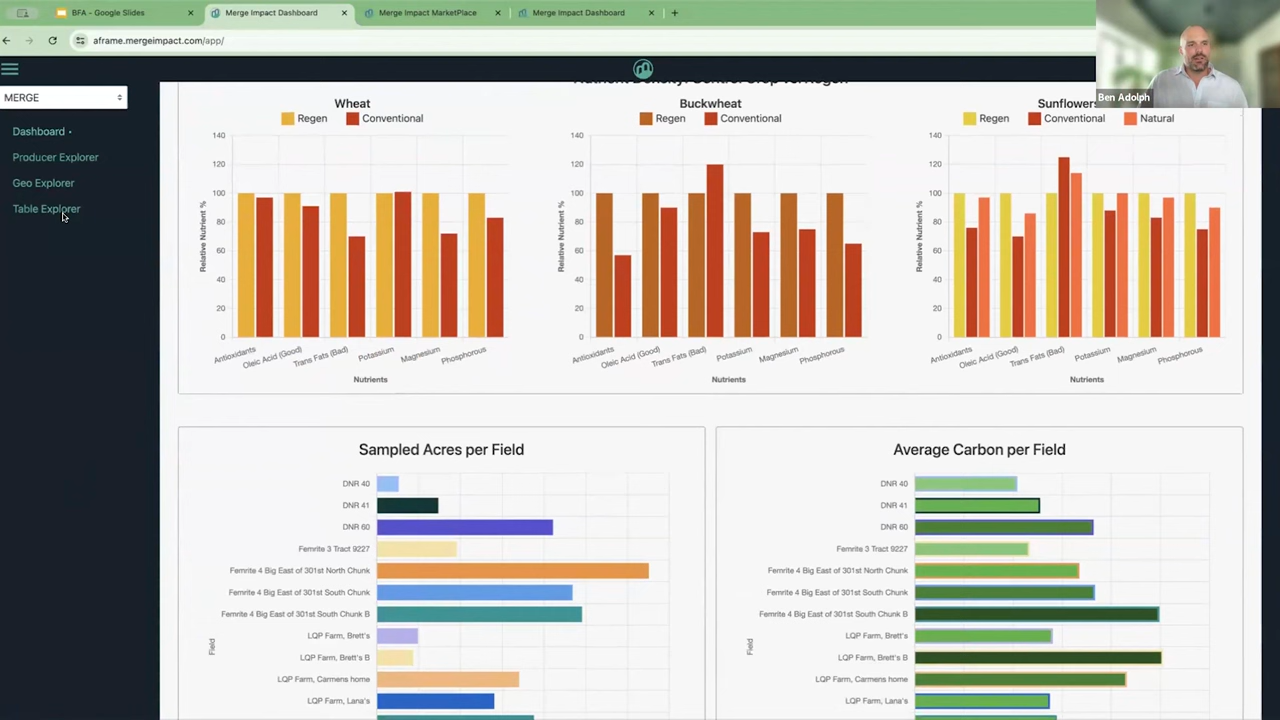 BFA - Google Slides
Merge Impact Dashboard
Merge Impact MarketPlace
Merge Impact Dashboard
aframe.mergeimpact.com/app/
Ben Adolph
MERGE
Dashboard •
Producer Explorer
Geo Explorer
Table Explorer
Wheat
Regen Conventional
140
120
100
80
60
40
20
0
Relative Nutrient %
Antioxidants
Oleic Acid (Good)
Trans Fats (Bad)
Potassium
Magnesium
Phosphorous
Nutrients
Buckwheat
Regen Conventional
140
120
100
80
60
40
20
0
Relative Nutrient %
Antioxidants
Oleic Acid (Good)
Trans Fats (Bad)
Potassium
Magnesium
Phosphorous
Nutrients
Sunflowers
Regen Conventional Natural
140
120
100
80
60
40
20
0
Relative Nutrient %
Antioxidants
Oleic Acid (Good)
Trans Fats (Bad)
Potassium
Magnesium
Phosphorous
Nutrients
Sampled Acres per Field
DNR 40
DNR 41
DNR 60
Femrite 3 Tract 9227
Femrite 4 Big East of 301st North Chunk
Femrite 4 Big East of 301st South Chunk
Femrite 4 Big East of 301st South Chunk B
LQP Farm, Brett's
LQP Farm, Brett's B
LQP Farm, Carmens home
LQP Farm, Lana's
Field
Average Carbon per Field
DNR 40
DNR 41
DNR 60
Femrite 3 Tract 9227
Femrite 4 Big East of 301st North Chunk
Femrite 4 Big East of 301st South Chunk
Femrite 4 Big East of 301st South Chunk B
LQP Farm, Brett's
LQP Farm, Brett's B
LQP Farm, Carmens home
LQP Farm, Lana's
Field